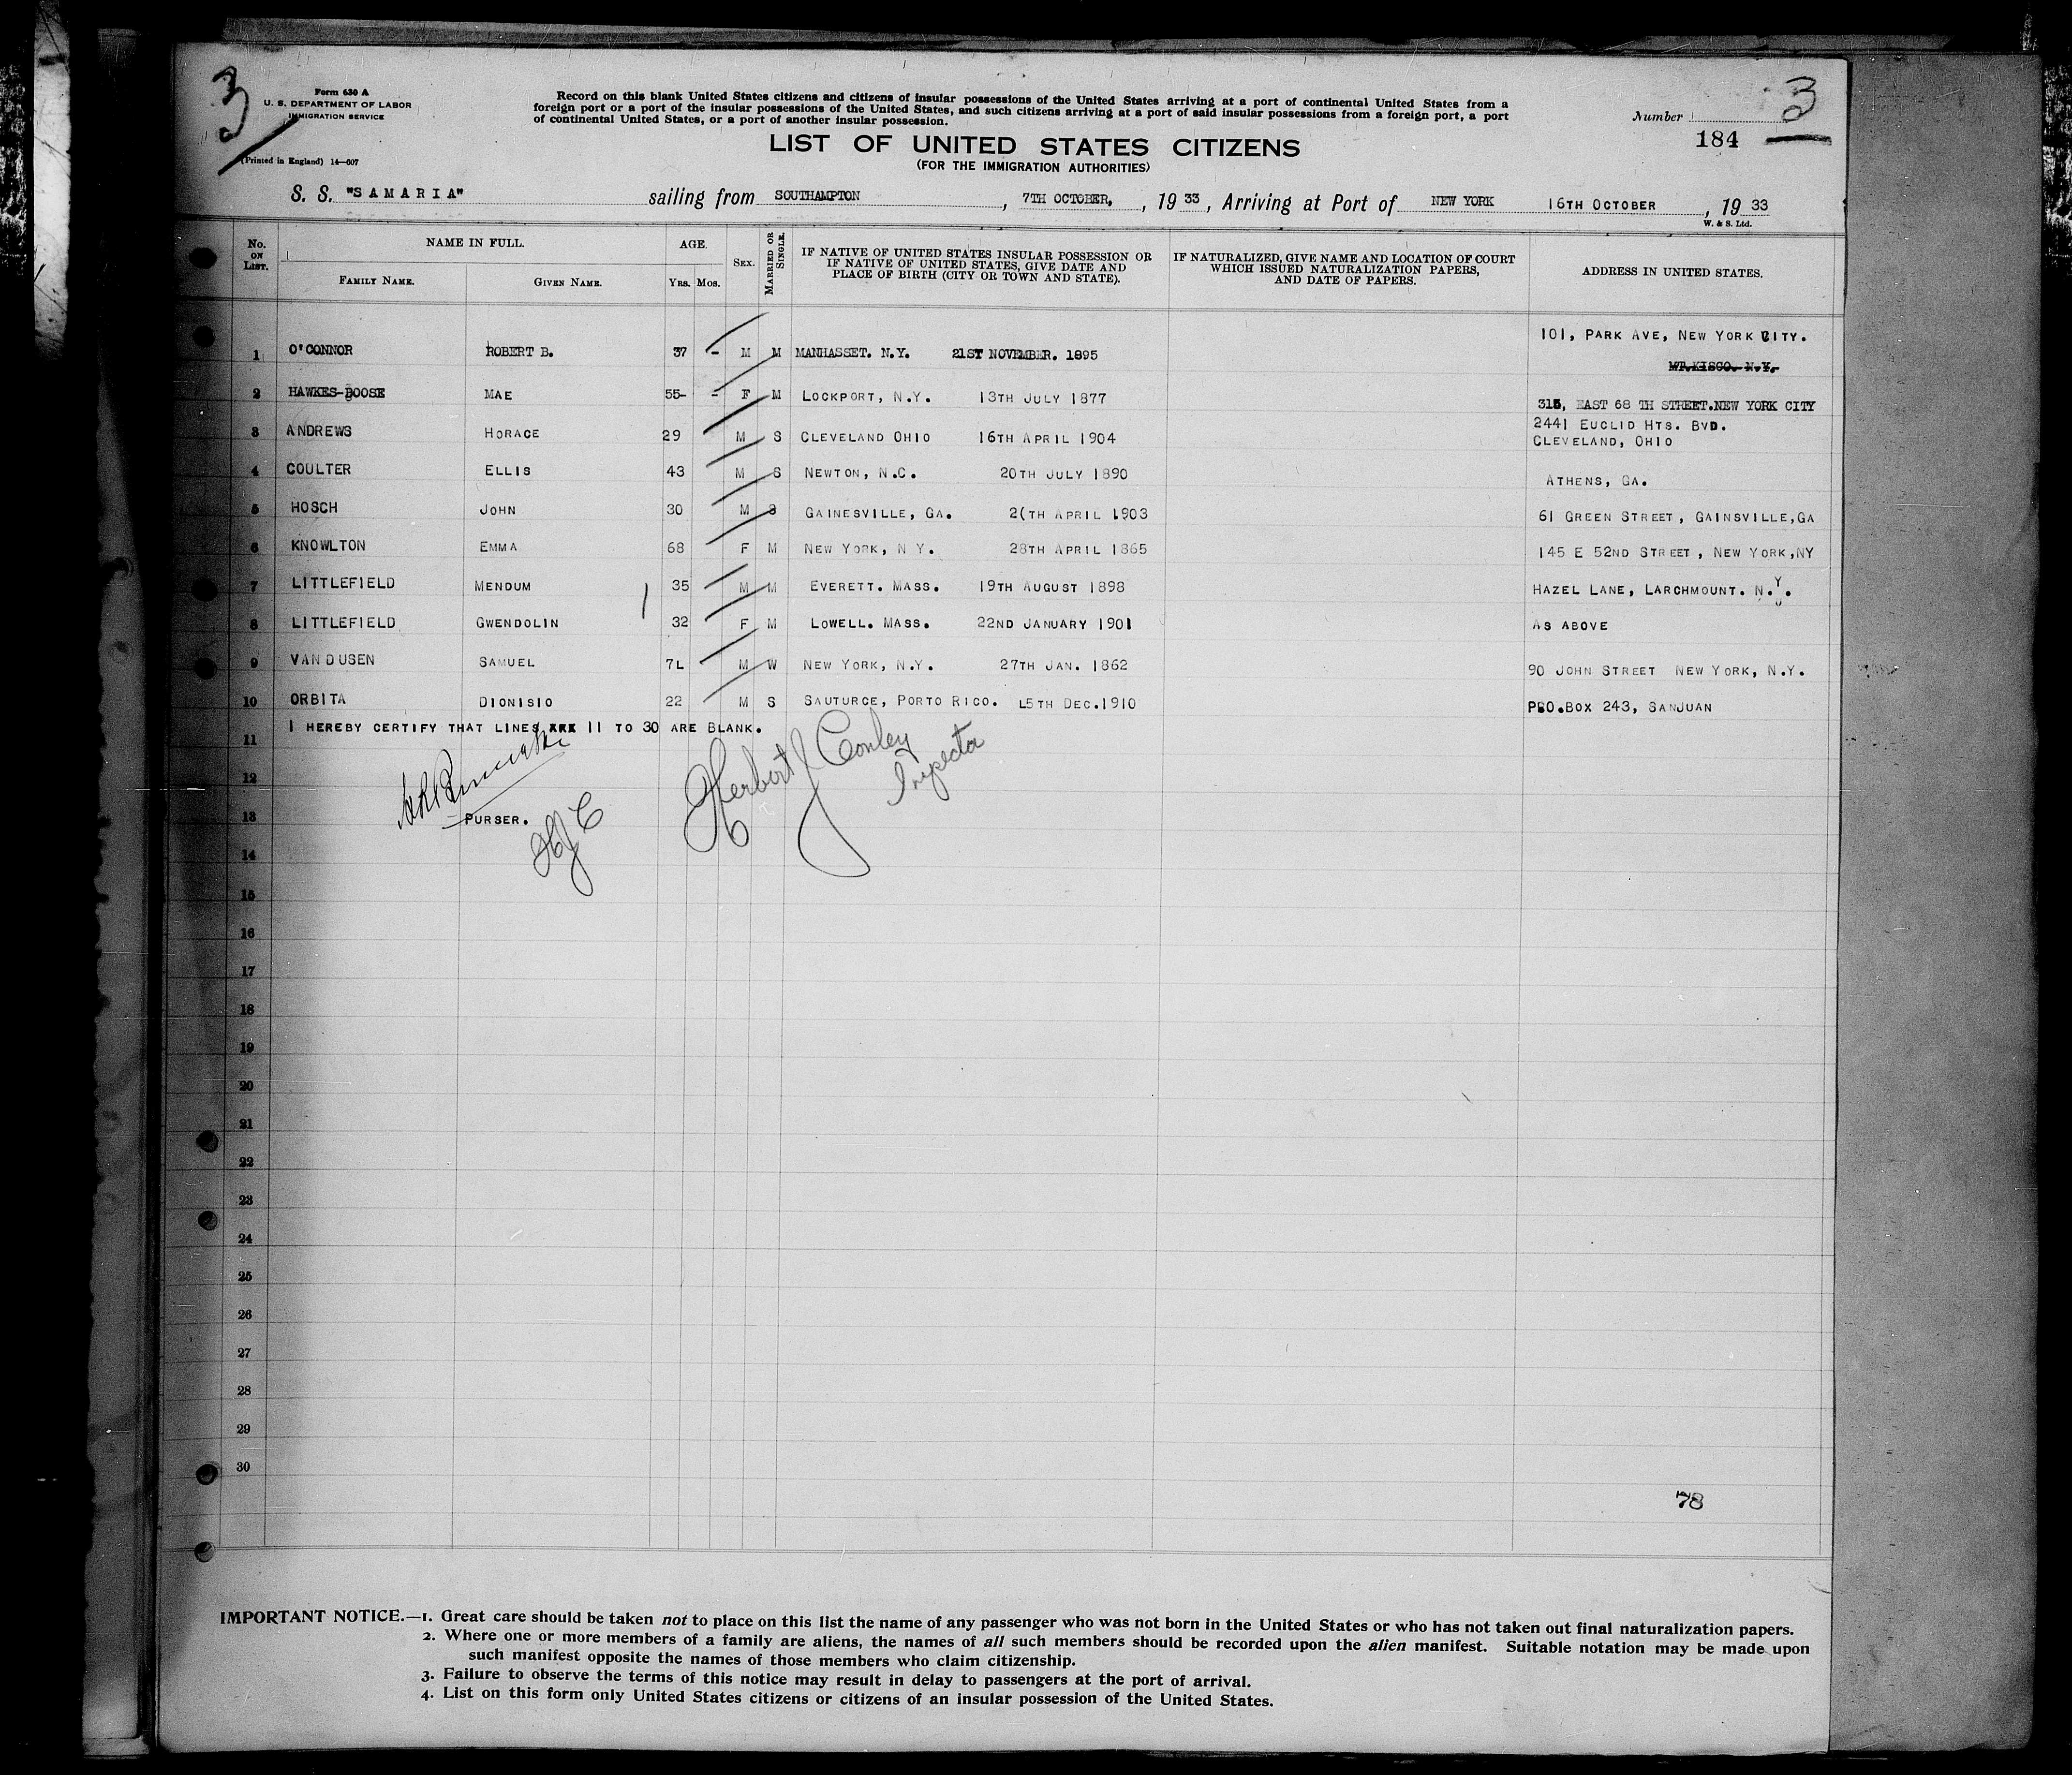 3
3
Form 630 A
U. S. DEPARTMENT OF LABOR
IMMIGRATION SERVICE
(Printed in England) 14—607
Record on this blank United States citizens and citizens of insular possessions of the United States arriving at a port of continental United States from a
foreign port or a port of the insular possessions of the United States, and such citizens arriving at a port of said insular possessions from a foreign port, a port
of continental United States, or a port of another insular possession.
Number
184
LIST OF UNITED STATES CITIZENS
(FOR THE IMMIGRATION AUTHORITIES)
S. S. "SAMARIA" sailing from SOUTHAMPTON, 7TH OCTOBER, 1933, Arriving at Port of NEW YORK 16TH OCTOBER, 1933
W. & S. Ltd.
No. ON LIST. NAME IN FULL. AGE. SEX. MARRIED OR SINGLE. IF NATIVE OF UNITED STATES INSULAR POSSESSION OR IF NATIVE OF UNITED STATES, GIVE DATE AND PLACE OF BIRTH (CITY OR TOWN AND STATE). IF NATURALIZED, GIVE NAME AND LOCATION OF COURT WHICH ISSUED NATURALIZATION PAPERS, AND DATE OF PAPERS. ADDRESS IN UNITED STATES.
FAMILY NAME. GIVEN NAME. YRS. MOS.
1 O'CONNOR ROBERT B. 37 - M M MANHASSET. N.Y. 21ST NOVEMBER. 1895 101, PARK AVE, NEW YORK CITY.
MT.KISCO. N.Y.
2 HAWKES-BOOSE MAE 55- - F M LOCKPORT, N.Y. 13TH JULY 1877 315, EAST 68 TH STREET.NEW YORK CITY
3 ANDREWS HORACE 29 M S CLEVELAND OHIO 16TH APRIL 1904 2441 EUCLID HTS. BVD.
CLEVELAND, OHIO
4 COULTER ELLIS 43 M S NEWTON, N.C. 20TH JULY 1890 ATHENS, GA.
5 HOSCH JOHN 30 M S GAINESVILLE, GA. 2(TH APRIL 1903 61 GREEN STREET, GAINSVILLE,GA
6 KNOWLTON EMMA 68 F M NEW YORK, N Y. 28TH APRIL 1865 145 E 52ND STREET, NEW YORK,NY
7 LITTLEFIELD MENDUM 35 M M EVERETT. MASS. 19TH AUGUST 1898 HAZEL LANE, LARCHMOUNT. N.Y.
8 LITTLEFIELD GWENDOLIN 32 F M LOWELL. MASS. 22ND JANUARY 1901 AS ABOVE
9 VAN DUSEN SAMUEL 7L M W NEW YORK, N.Y. 27TH JAN. 1862 90 JOHN STREET NEW YORK, N.Y.
10 ORBITA DIONISIO 22 M S SAUTURCE, PORTO RICO. L5TH DEC.1910 PBO.BOX 243, SANJUAN
I HEREBY CERTIFY THAT LINES 11 TO 30 ARE BLANK.
11
12
Herbert J Conley
Inspector
13 PURSER.
HJC
14
15
16
17
18
19
20
21
22
23
24
25
26
27
28
29
30
78
IMPORTANT NOTICE.—1. Great care should be taken not to place on this list the name of any passenger who was not born in the United States or who has not taken out final naturalization papers.
2. Where one or more members of a family are aliens, the names of all such members should be recorded upon the alien manifest. Suitable notation may be made upon
such manifest opposite the names of those members who claim citizenship.
3. Failure to observe the terms of this notice may result in delay to passengers at the port of arrival.
4. List on this form only United States citizens or citizens of an insular possession of the United States.